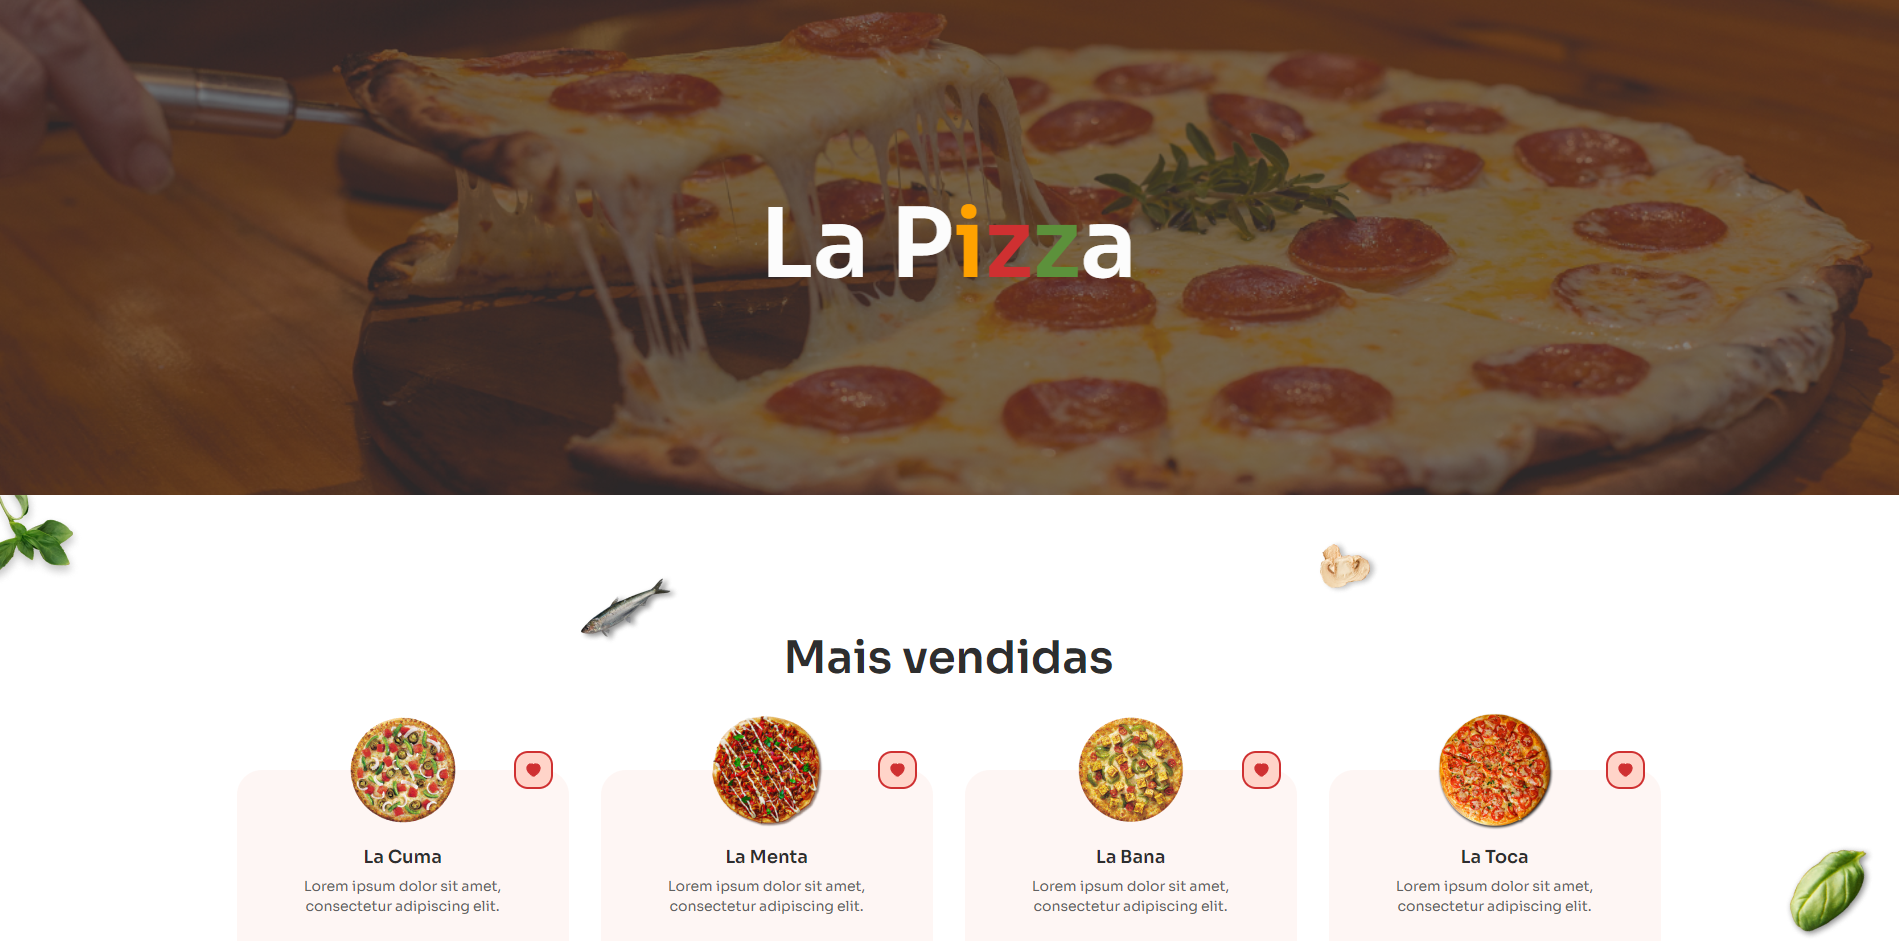 La Pizza
Mais vendidas
La Cuma
Lorem ipsum dolor sit amet,
consectetur adipiscing elit.
La Menta
Lorem ipsum dolor sit amet,
consectetur adipiscing elit.
La Bana
Lorem ipsum dolor sit amet,
consectetur adipiscing elit.
La Toca
Lorem ipsum dolor sit amet,
consectetur adipiscing elit.